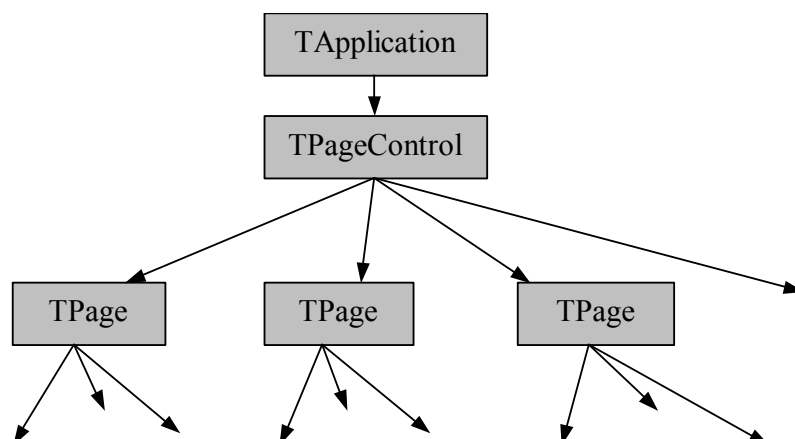 TApplication
TPageControl
TPage
TPage
TPage